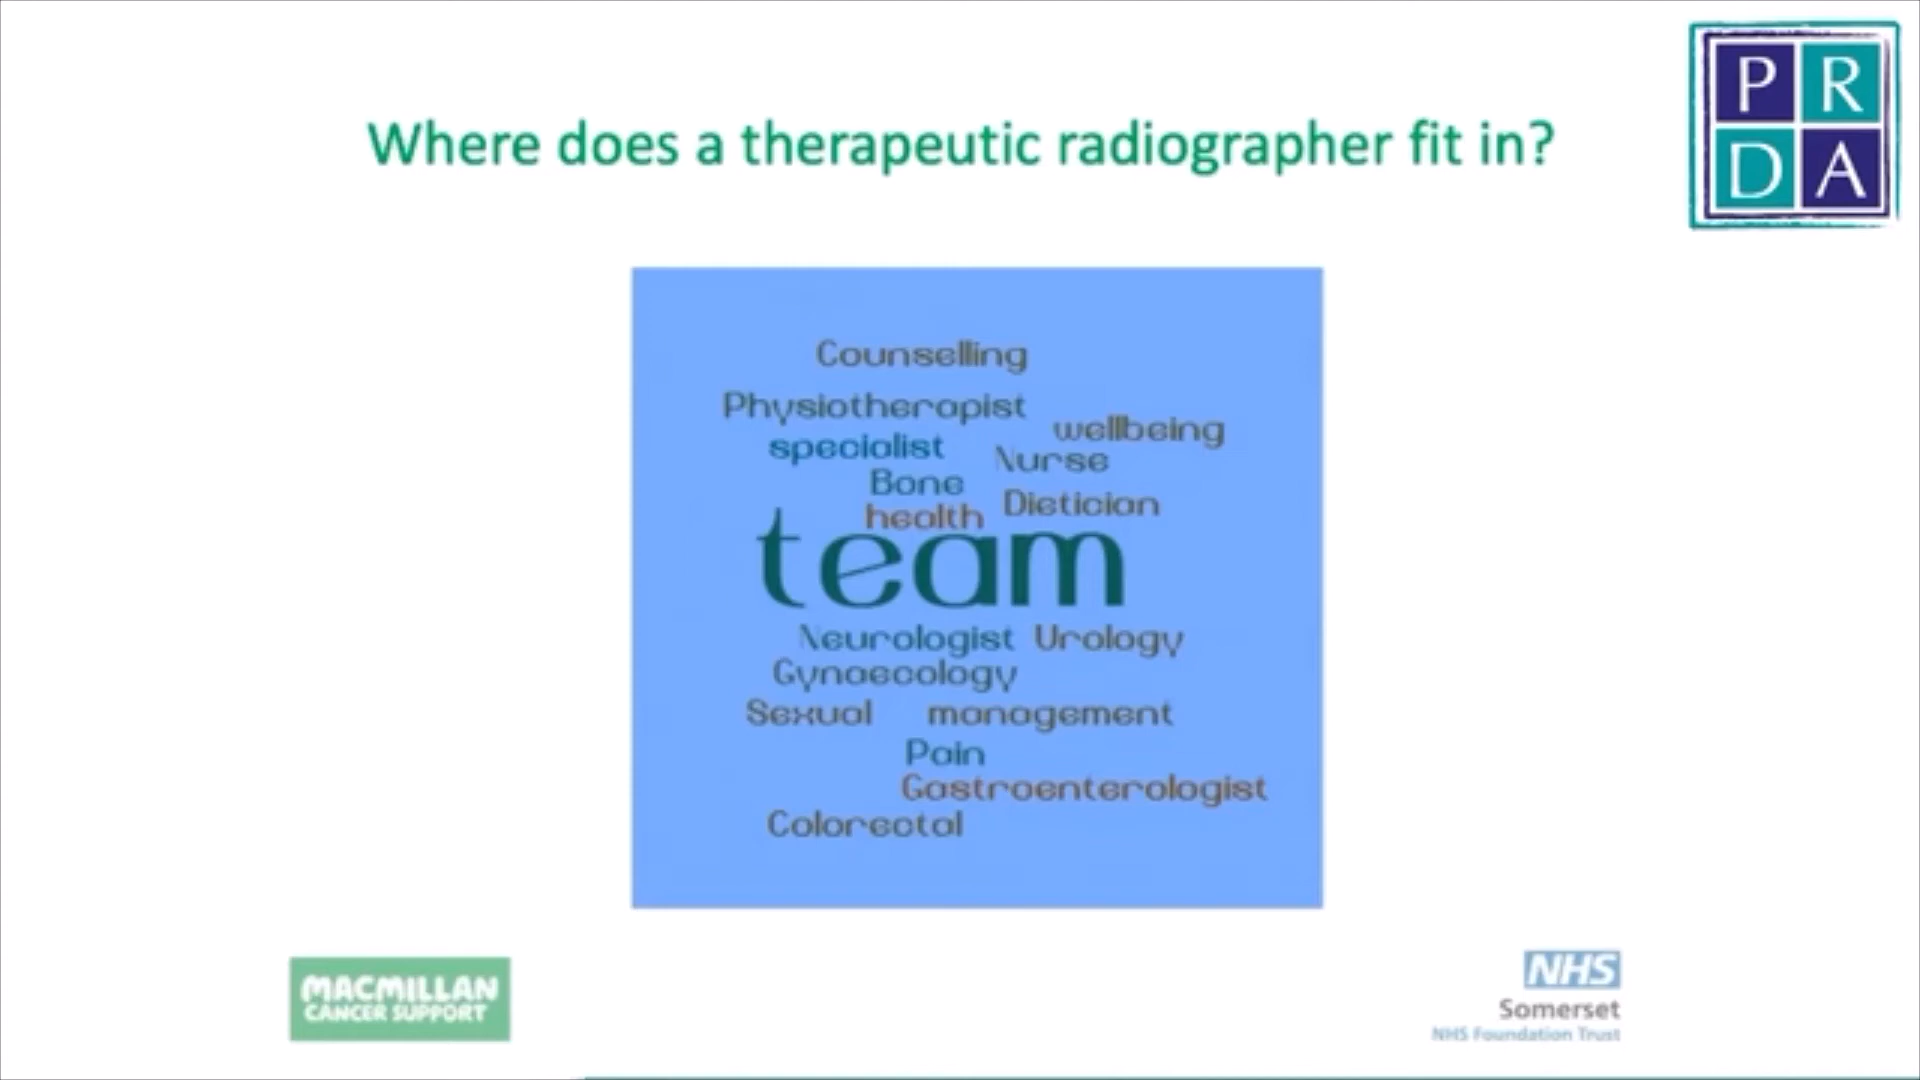 Where does a therapeutic radiographer fit in?
P R
D A
Counselling
Physiotherapist
wellbeing
specialist
Nurse
Bone
Dietician
health
team
Neurologist Urology
Gynaecology
Sexual management
Pain
Gastroenterologist
Colorectal
MACMILLAN
CANCER SUPPORT
NHS
Somerset
NHS Foundation Trust